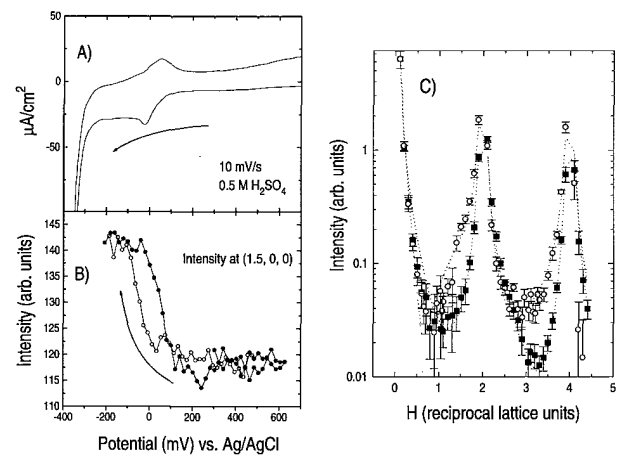 A)
50
0
-50
µA/cm²
10 mV/s
0.5 M H₂SO₄
B)
Intensity at (1.5, 0, 0)
145
140
135
130
125
120
115
110
Intensity (arb. units)
-400 -200 0 200 400 600
Potential (mV) vs. Ag/AgCl
C)
1
0.1
0.01
Intensity (arb. units)
0 1 2 3 4 5
H (reciprocal lattice units)